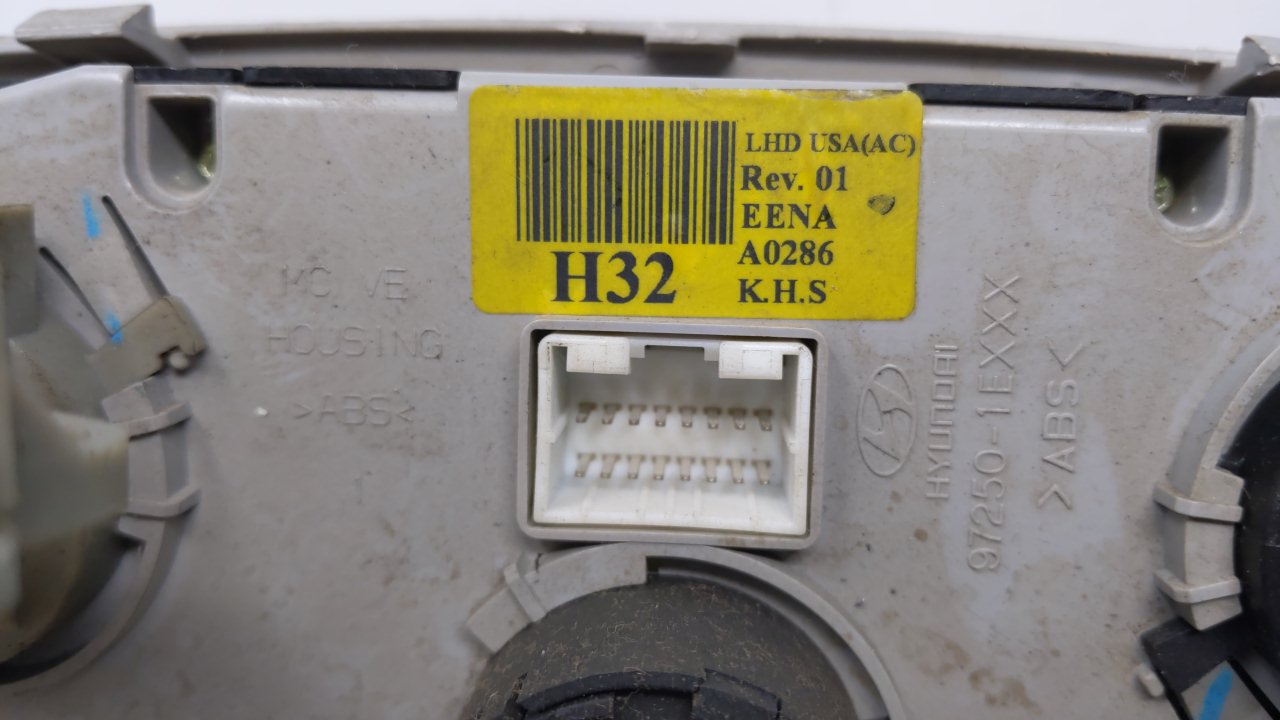 LHD USA(AC)
Rev. 01
EENA
A0286
K.H.S
H32
HOUSING
>ABS<
HYUNDAI
97250-1EXXX
>ABS<